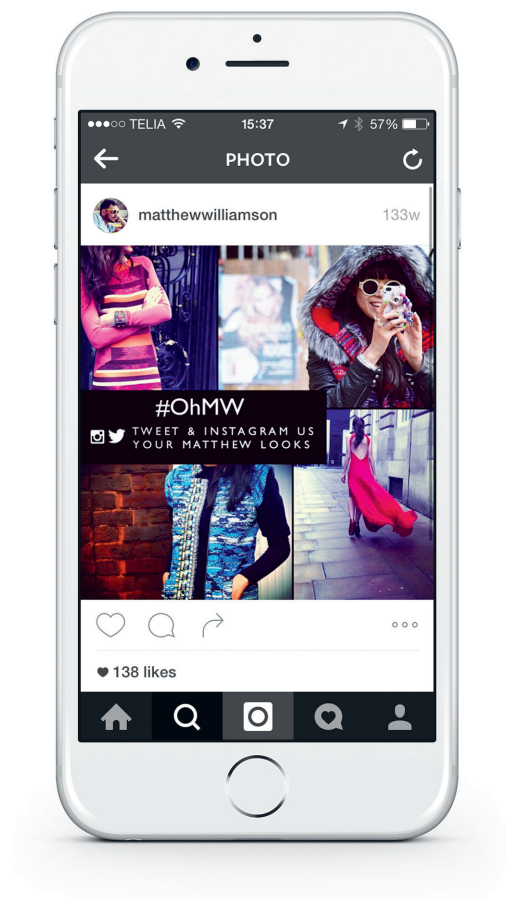 TELIA 15:37 57%
PHOTO
matthewwilliamson 133w
#OhMW
TWEET & INSTAGRAM US
YOUR MATTHEW LOOKS
138 likes